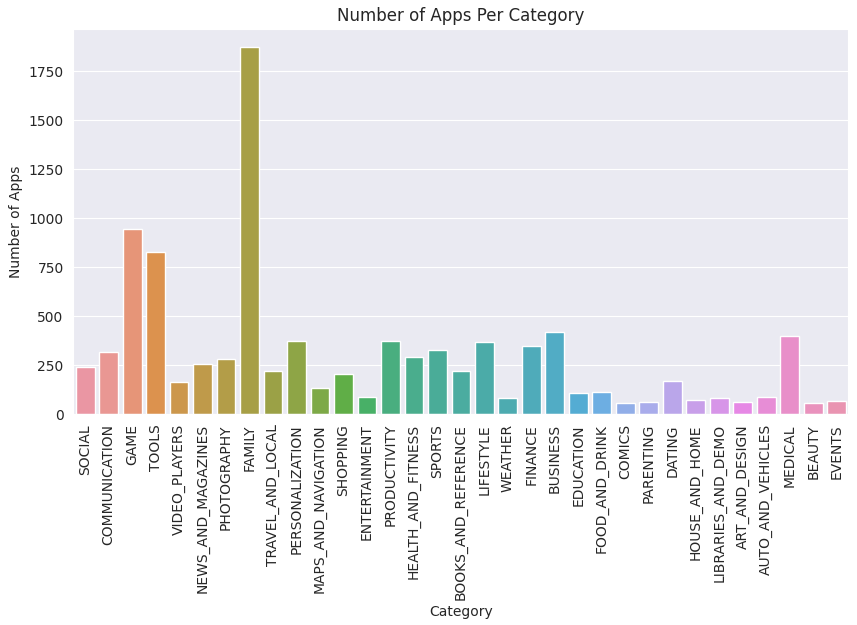 Number of Apps Per Category
Number of Apps
1750
1500
1250
1000
750
500
250
0
SOCIAL
COMMUNICATION
GAME
TOOLS
VIDEO_PLAYERS
NEWS_AND_MAGAZINES
PHOTOGRAPHY
FAMILY
TRAVEL_AND_LOCAL
PERSONALIZATION
MAPS_AND_NAVIGATION
SHOPPING
ENTERTAINMENT
PRODUCTIVITY
HEALTH_AND_FITNESS
SPORTS
BOOKS_AND_REFERENCE
LIFESTYLE
WEATHER
FINANCE
BUSINESS
EDUCATION
FOOD_AND_DRINK
COMICS
PARENTING
DATING
HOUSE_AND_HOME
LIBRARIES_AND_DEMO
ART_AND_DESIGN
AUTO_AND_VEHICLES
MEDICAL
BEAUTY
EVENTS
Category